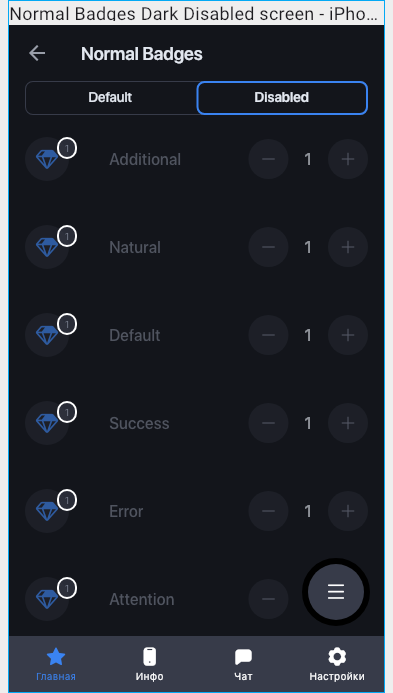 Normal Badges Dark Disabled screen - iPho...
Normal Badges
Default Disabled
1 Additional 1
1 Natural 1
1 Default 1
1 Success 1
1 Error 1
1 Attention
Главная Инфо Чат Настройки